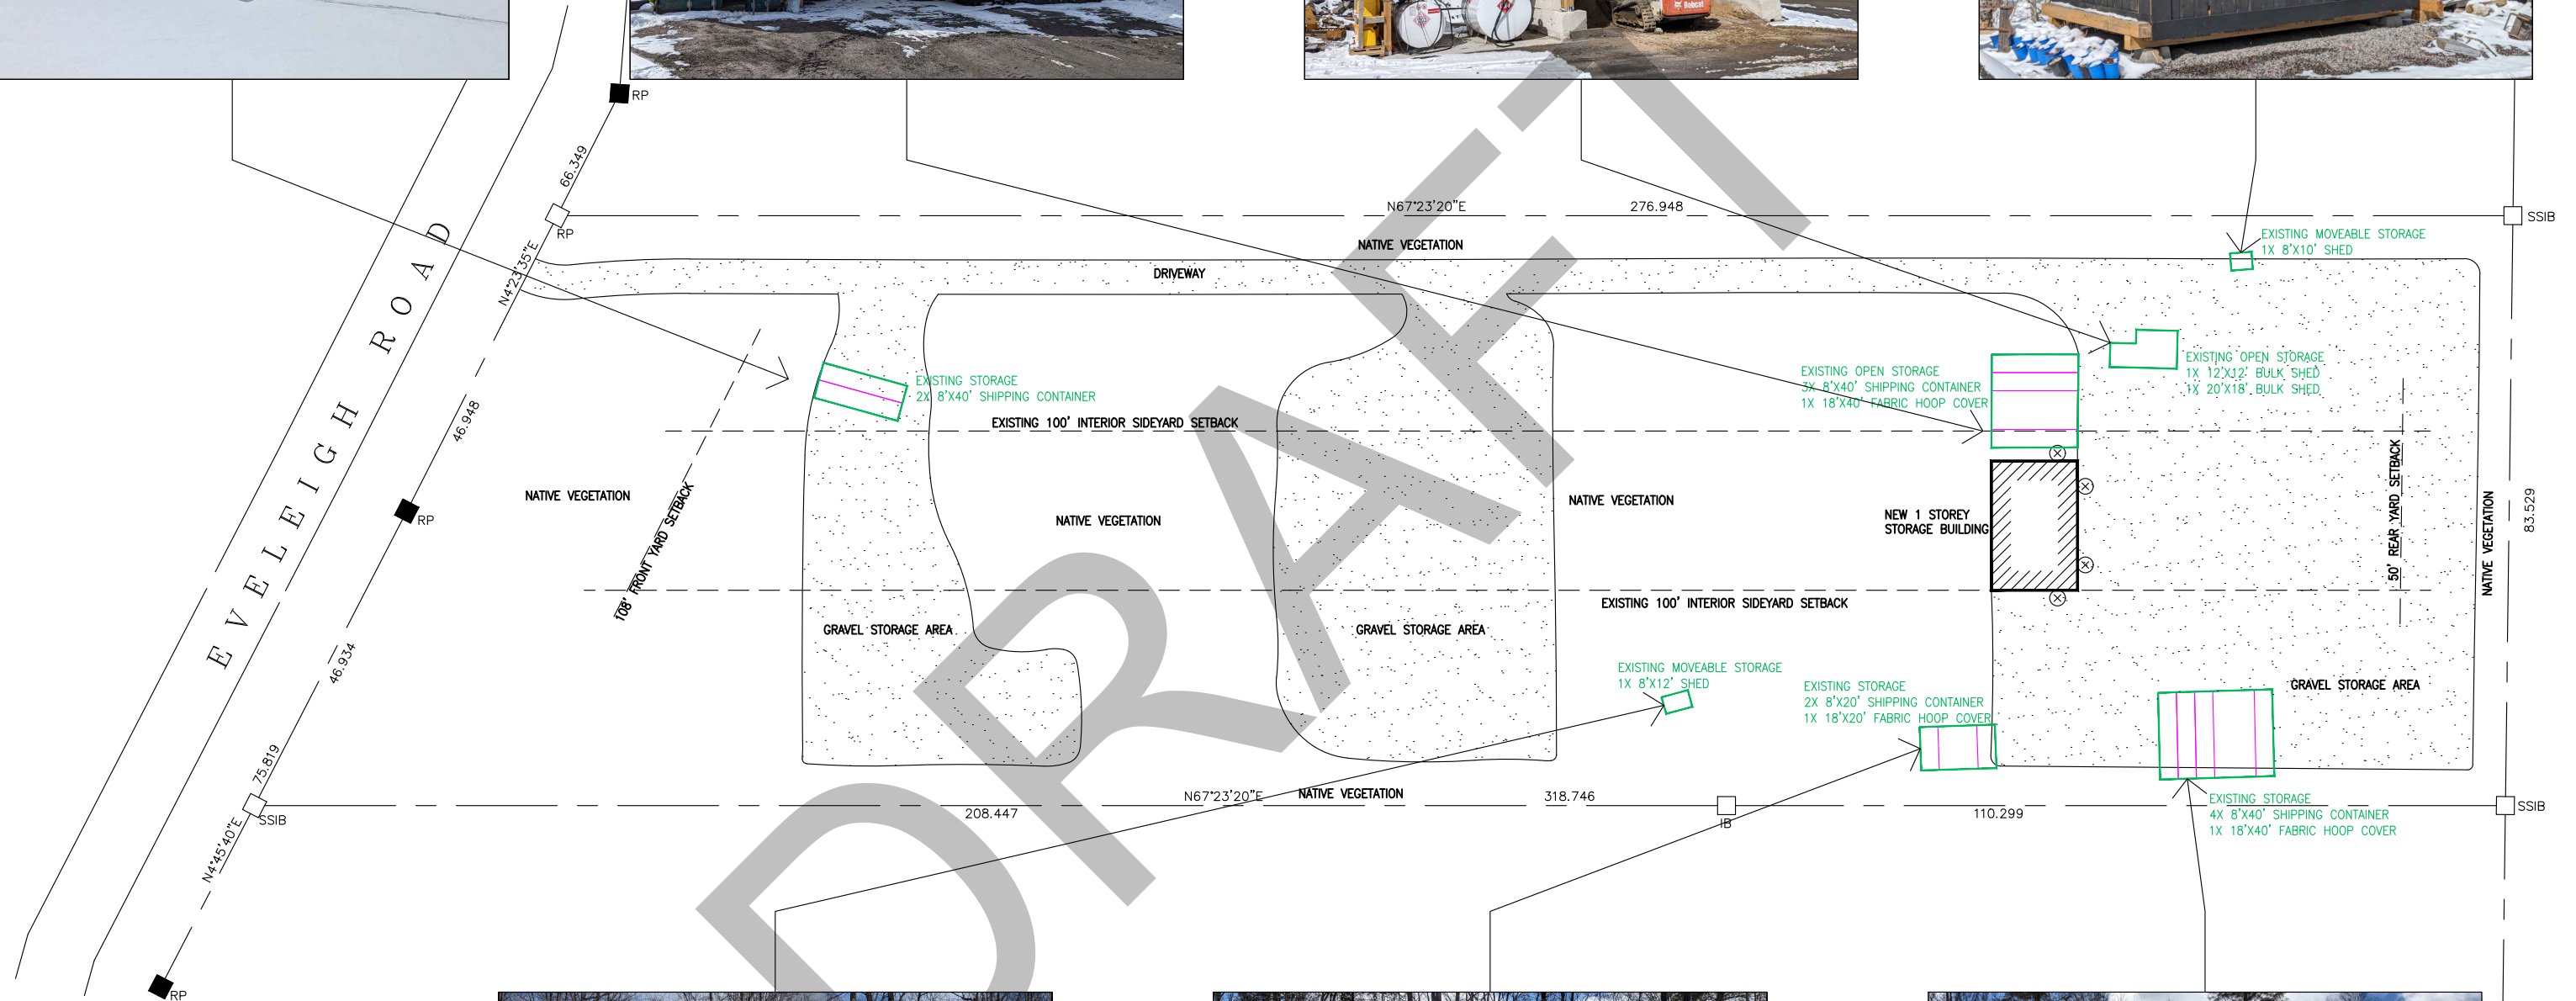 Bobcat
RP
66.349
N67°23'20"E
276.948
SSIB
RP
EXISTING MOVEABLE STORAGE
1X 8'X10' SHED
NATIVE VEGETATION
DRIVEWAY
N4°23'35"E
EVELEIGH ROAD
EXISTING STORAGE
2X 8'X40' SHIPPING CONTAINER
EXISTING OPEN STORAGE
3X 8'X40' SHIPPING CONTAINER
1X 18'X40' FABRIC HOOP COVER
EXISTING OPEN STORAGE
1X 12'X12' BULK SHED
1X 20'X18' BULK SHED
46.948
EXISTING 100' INTERIOR SIDEYARD SETBACK
RP
NATIVE VEGETATION
108' FRONT YARD SETBACK
NATIVE VEGETATION
NATIVE VEGETATION
NEW 1 STOREY
STORAGE BUILDING
50' REAR YARD SETBACK
NATIVE VEGETATION
83.529
DRAFT
EXISTING 100' INTERIOR SIDEYARD SETBACK
46.934
GRAVEL STORAGE AREA
GRAVEL STORAGE AREA
EXISTING MOVEABLE STORAGE
1X 8'X12' SHED
EXISTING STORAGE
2X 8'X20' SHIPPING CONTAINER
1X 18'X20' FABRIC HOOP COVER
GRAVEL STORAGE AREA
75.819
SSIB
N67°23'20"E
NATIVE VEGETATION
318.746
208.447
IB
110.299
EXISTING STORAGE
4X 8'X40' SHIPPING CONTAINER
1X 18'X40' FABRIC HOOP COVER
SSIB
N4°45'40"E
RP